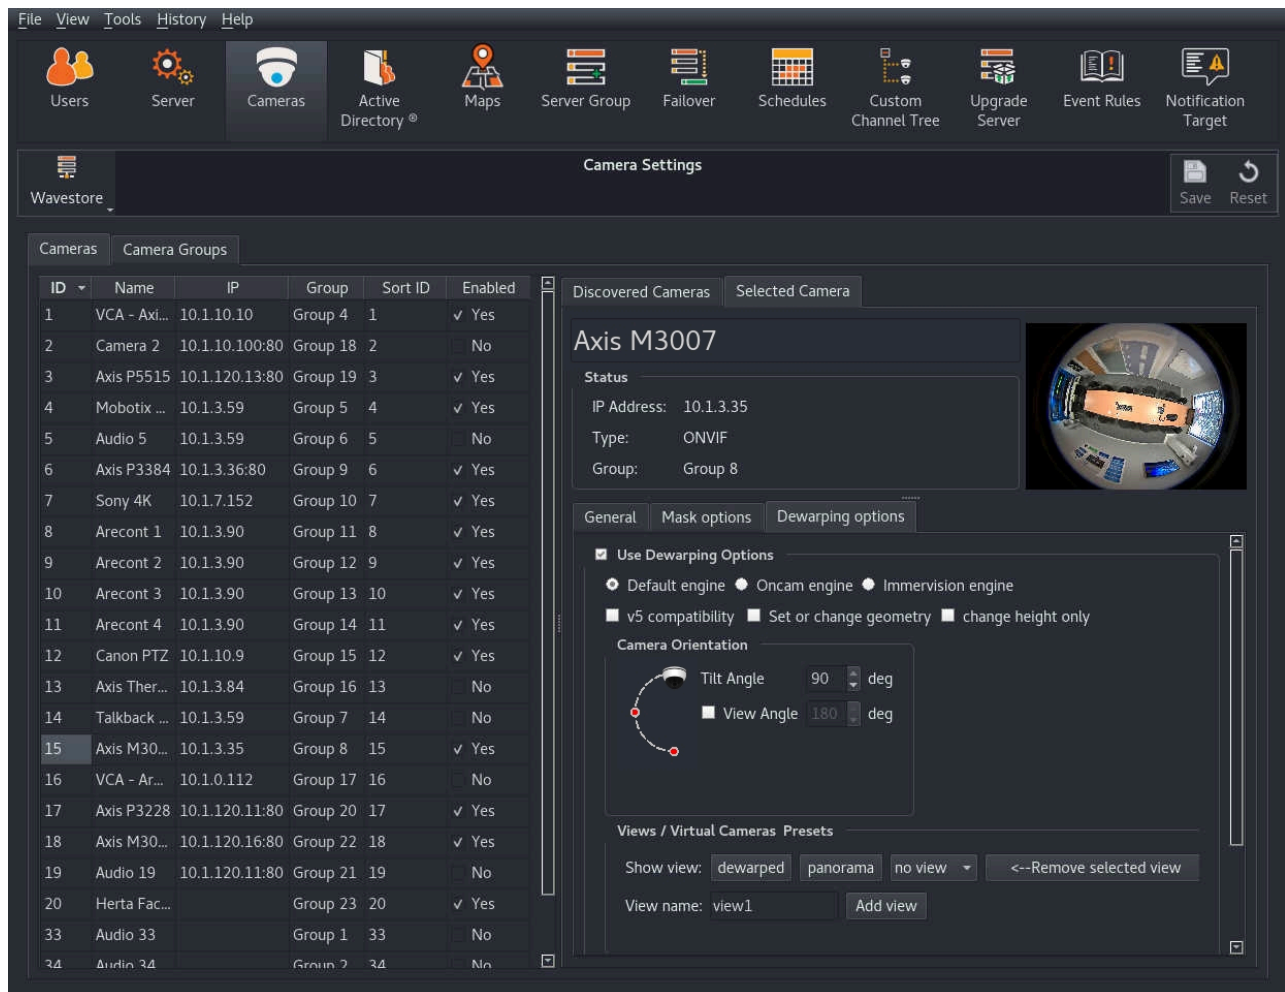 File View Tools History Help
Users Server Cameras Active Directory ® Maps Server Group Failover Schedules Custom Channel Tree Upgrade Server Event Rules Notification Target
Wavestore Camera Settings Save Reset
Cameras Camera Groups
ID Name IP Group Sort ID Enabled
1 VCA - Axi... 10.1.10.10 Group 4 1 Yes
2 Camera 2 10.1.10.100:80 Group 18 2 No
3 Axis P5515 10.1.120.13:80 Group 19 3 Yes
4 Mobotix ... 10.1.3.59 Group 5 4 Yes
5 Audio 5 10.1.3.59 Group 6 5 No
6 Axis P3384 10.1.3.36:80 Group 9 6 Yes
7 Sony 4K 10.1.7.152 Group 10 7 Yes
8 Arecont 1 10.1.3.90 Group 11 8 Yes
9 Arecont 2 10.1.3.90 Group 12 9 Yes
10 Arecont 3 10.1.3.90 Group 13 10 Yes
11 Arecont 4 10.1.3.90 Group 14 11 Yes
12 Canon PTZ 10.1.10.9 Group 15 12 Yes
13 Axis Ther... 10.1.3.84 Group 16 13 No
14 Talkback ... 10.1.3.59 Group 7 14 No
15 Axis M30... 10.1.3.35 Group 8 15 Yes
16 VCA - Ar... 10.1.0.112 Group 17 16 No
17 Axis P3228 10.1.120.11:80 Group 20 17 Yes
18 Axis M30... 10.1.120.16:80 Group 22 18 Yes
19 Audio 19 10.1.120.11:80 Group 21 19 No
20 Herta Fac... Group 23 20 Yes
33 Audio 33 Group 1 33 No
34 Audio 34 Group 2 34 No
Discovered Cameras Selected Camera
Axis M3007
Status
IP Address: 10.1.3.35
Type: ONVIF
Group: Group 8
General Mask options Dewarping options
Use Dewarping Options
Default engine Oncam engine Immervision engine
v5 compatibility Set or change geometry change height only
Camera Orientation
Tilt Angle 90 deg
View Angle 180 deg
Views / Virtual Cameras Presets
Show view: dewarped panorama no view <--Remove selected view
View name: view1 Add view